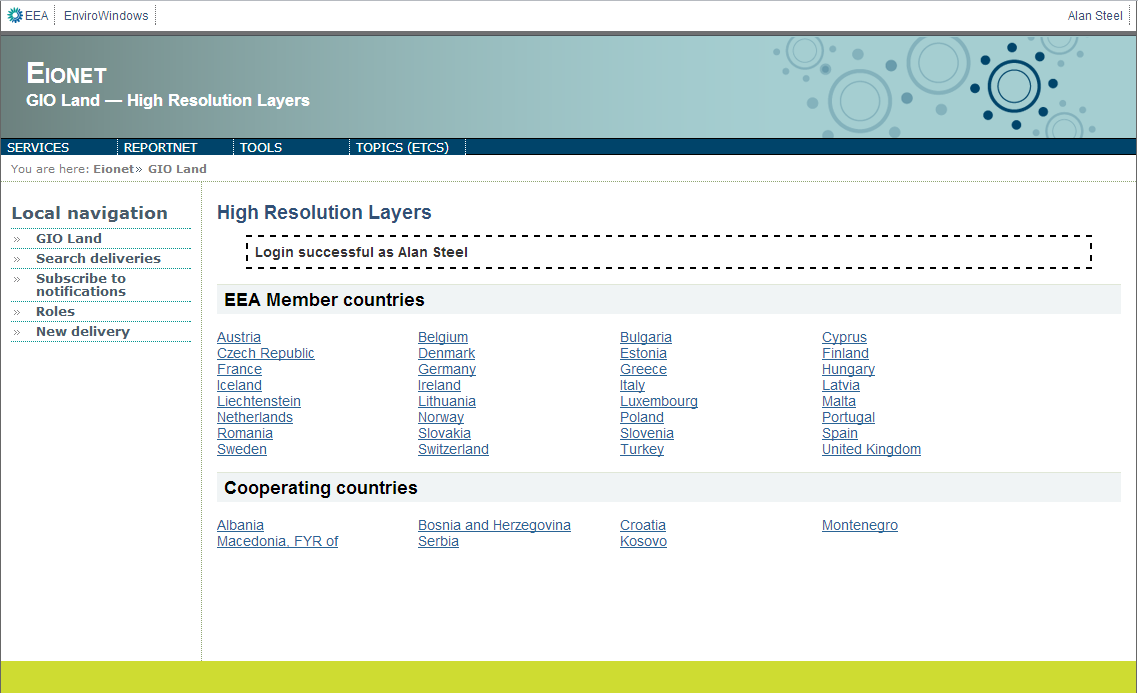 EEA EnviroWindows Alan Steel
EIONET
GIO Land — High Resolution Layers
SERVICES REPORTNET TOOLS TOPICS (ETCS)
You are here: Eionet» GIO Land
Local navigation
» GIO Land
» Search deliveries
» Subscribe to
notifications
» Roles
» New delivery
High Resolution Layers
Login successful as Alan Steel
EEA Member countries
Austria Belgium Bulgaria Cyprus
Czech Republic Denmark Estonia Finland
France Germany Greece Hungary
Iceland Ireland Italy Latvia
Liechtenstein Lithuania Luxembourg Malta
Netherlands Norway Poland Portugal
Romania Slovakia Slovenia Spain
Sweden Switzerland Turkey United Kingdom
Cooperating countries
Albania Bosnia and Herzegovina Croatia Montenegro
Macedonia, FYR of Serbia Kosovo